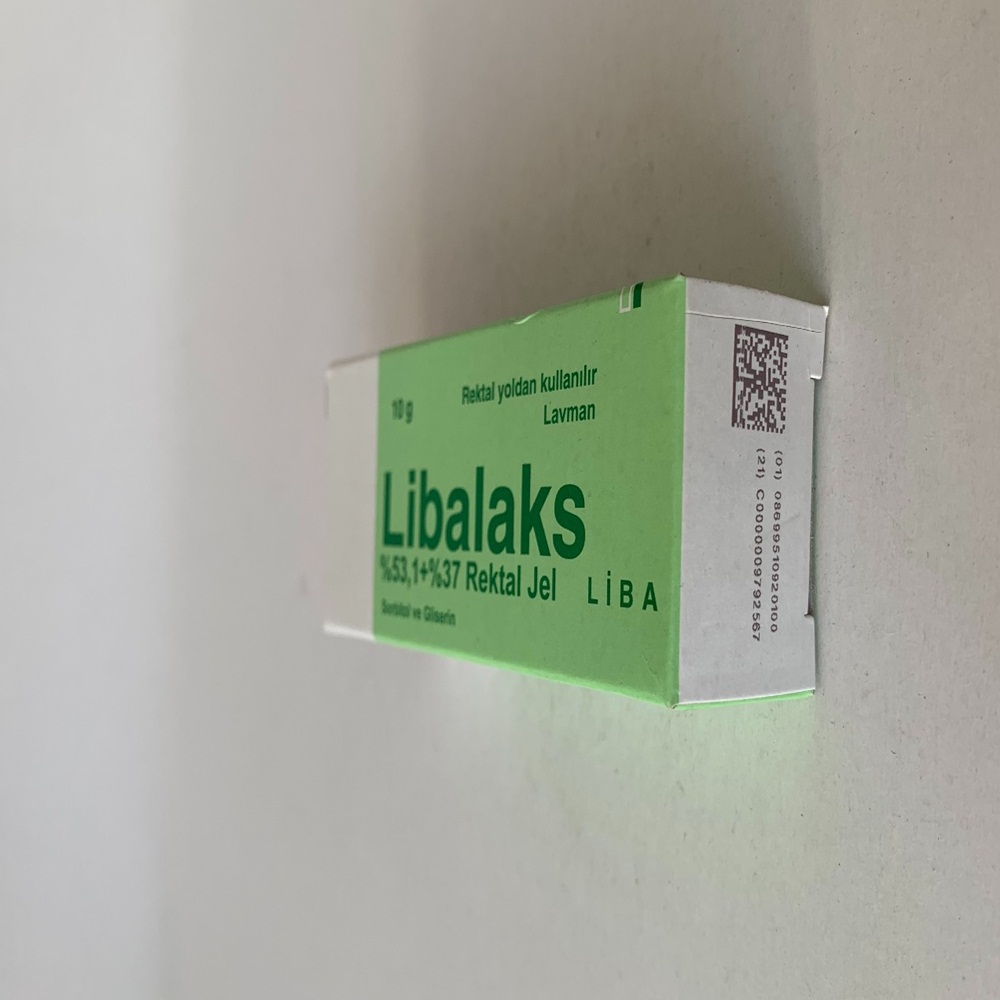 10 g
Rektal yoldan kullanılır
Lavman
Libalaks
%53,1+%37 Rektal Jel
Sorbitol ve Gliserin
LİBA
(01) 08699510920100
(21) C0000009792567